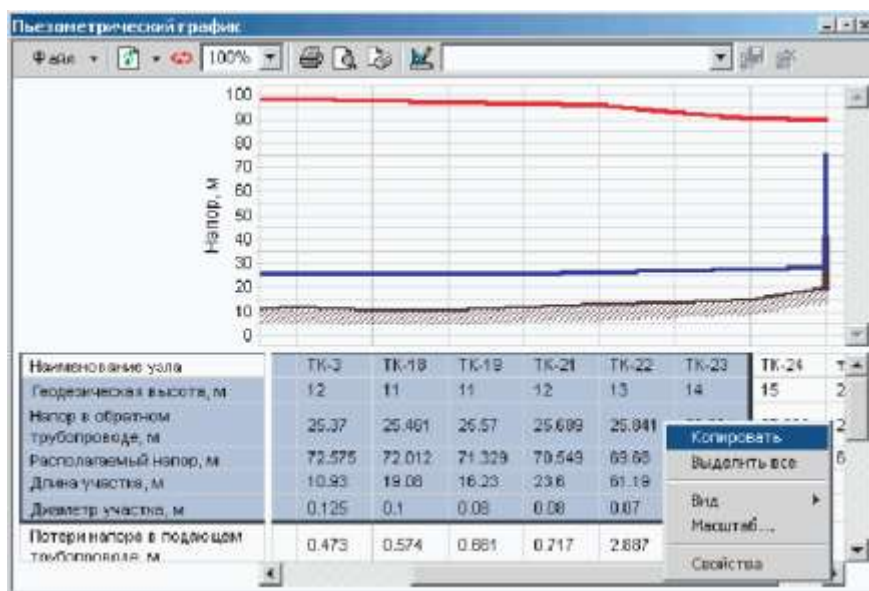 Пьезометрический график
Файл 100%
100
90
80
70
60
50
40
30
20
10
0
Напор, м
Наименование узла ТК-3 ТК-18 ТК-19 ТК-21 ТК-22 ТК-23 ТК-24
Геодезическая высота, м 12 11 11 12 13 14 15 2
Напор в обратном
трубопроводе, м 25.37 25.461 25.57 25.689 25.841
Располагаемый напор, м 72.575 72.012 71.329 70.549 69.68
Длина участка, м 10.93 19.06 16.23 23.6 61.19
Диаметр участка, м 0.125 0.1 0.08 0.08 0.07
Потери напора в подающем
трубопроводе, м 0.473 0.574 0.661 0.717 2.887
Копировать
Выделить все
Вид
Масштаб...
Свойства